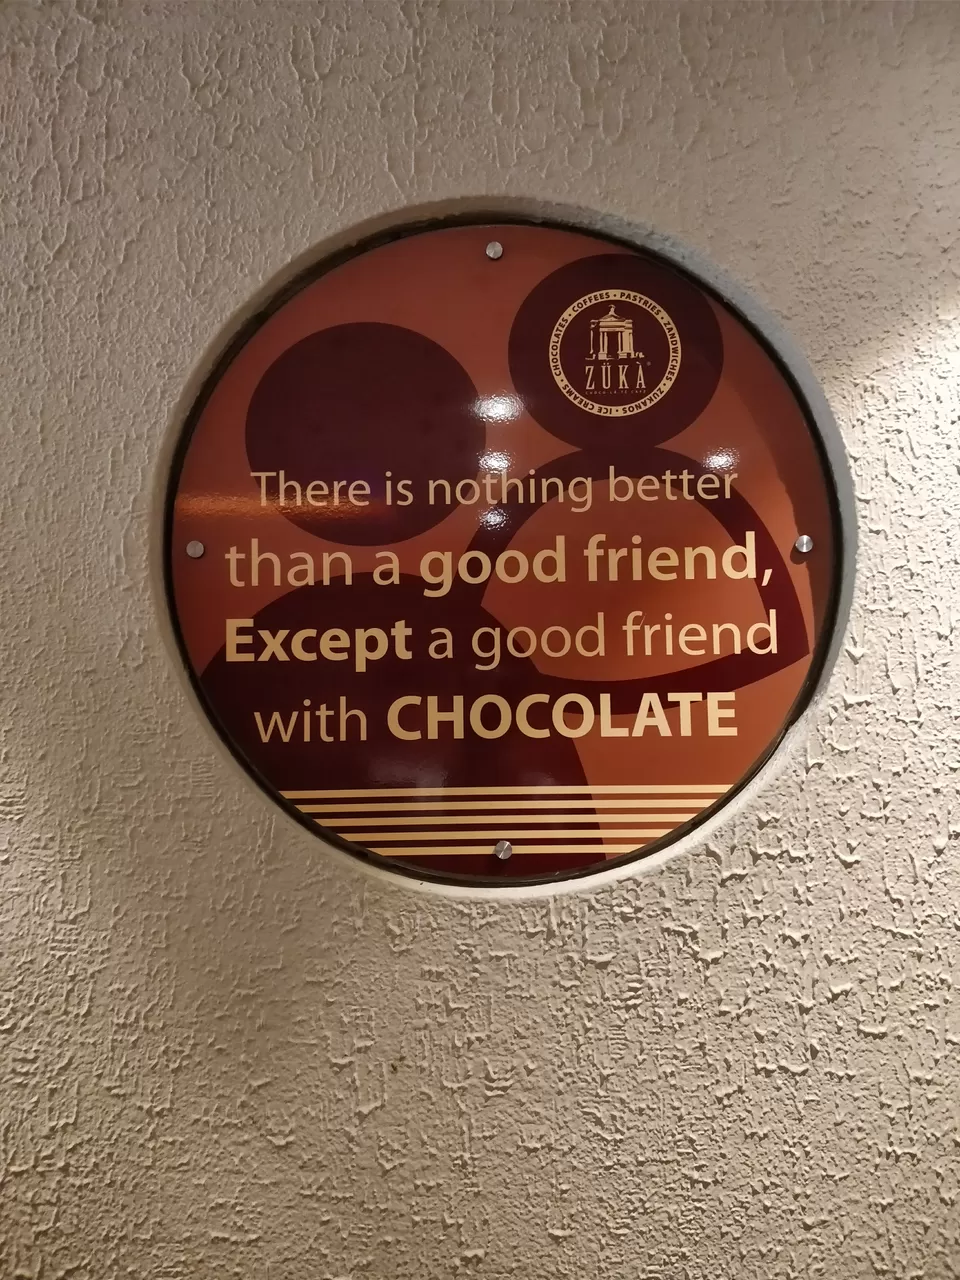 CHOCOLATES • COFFEES • PASTRIES • ZANDWICHES • ZUKANOS • ICE CREAMS •
ZÜKÀ
There is nothing better
than a good friend,
Except a good friend
with CHOCOLATE